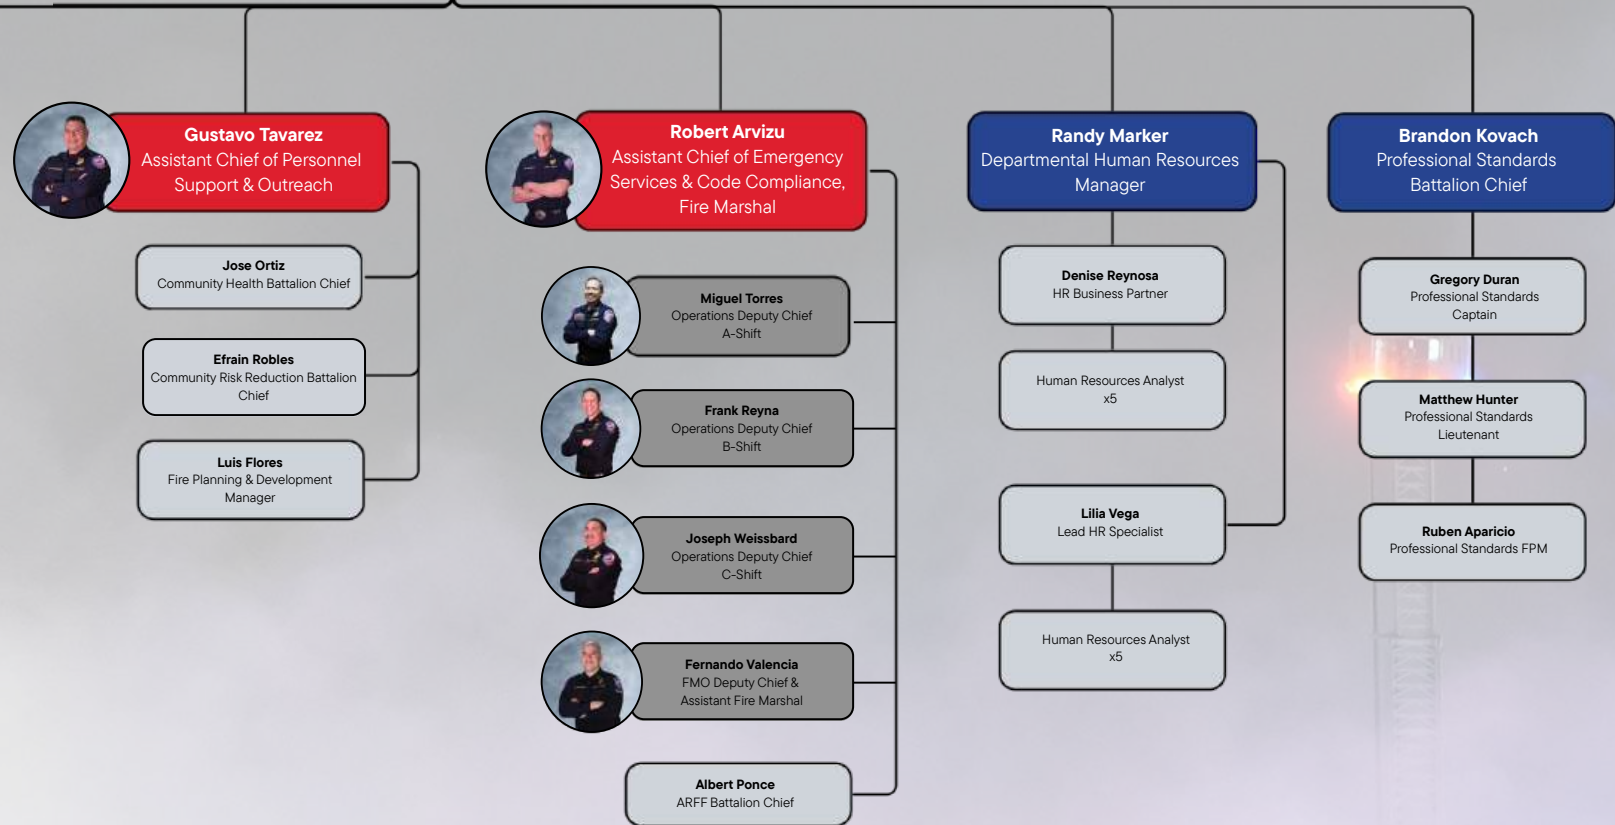 Gustavo Tavarez
Assistant Chief of Personnel
Support & Outreach
Jose Ortiz
Community Health Battalion Chief
Efrain Robles
Community Risk Reduction Battalion
Chief
Luis Flores
Fire Planning & Development
Manager
Robert Arvizu
Assistant Chief of Emergency
Services & Code Compliance,
Fire Marshal
Miguel Torres
Operations Deputy Chief
A-Shift
Frank Reyna
Operations Deputy Chief
B-Shift
Joseph Weissbard
Operations Deputy Chief
C-Shift
Fernando Valencia
FMO Deputy Chief &
Assistant Fire Marshal
Albert Ponce
ARFF Battalion Chief
Randy Marker
Departmental Human Resources
Manager
Denise Reynosa
HR Business Partner
Human Resources Analyst
x5
Lilia Vega
Lead HR Specialist
Human Resources Analyst
x5
Brandon Kovach
Professional Standards
Battalion Chief
Gregory Duran
Professional Standards
Captain
Matthew Hunter
Professional Standards
Lieutenant
Ruben Aparicio
Professional Standards FPM